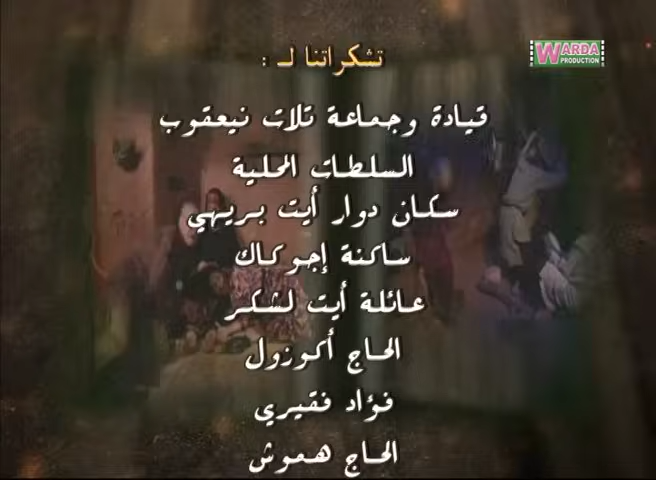 تشكراتنا لـ :
WARDA
PRODUCTION
قيادة وجماعة تلات نيعقوب
السلطات المحلية
سكان دوار أيت بريهي
ساكنة إجوكاك
عائلة أيت لشكر
الحاج أكوزول
فؤاد فقيري
الحاج هموش